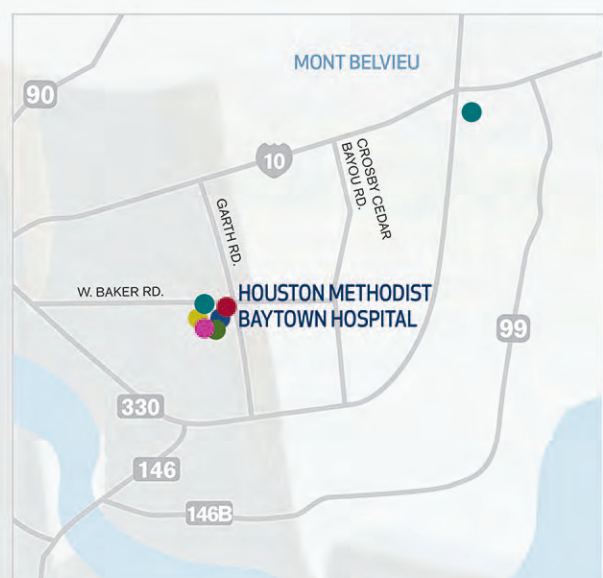 MONT BELVIEU
90
10
CROSBY CEDAR
BAYOU RD.
GARTH RD.
W. BAKER RD.
HOUSTON METHODIST
BAYTOWN HOSPITAL
99
330
146
146B